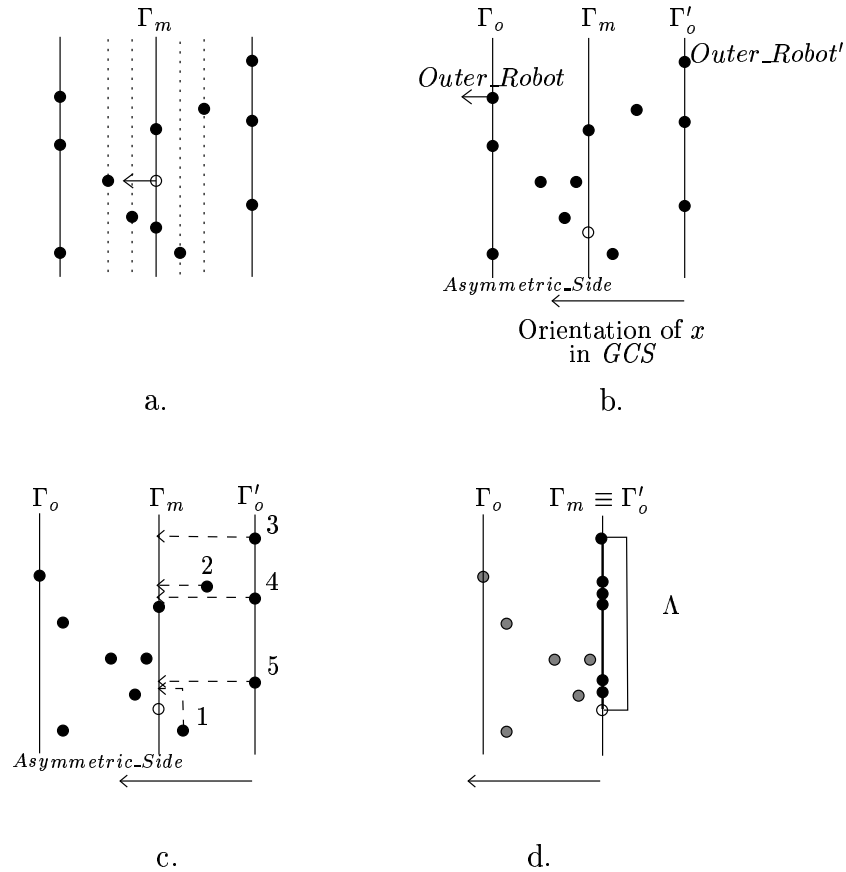 Γm
Γo Γm Γ′o
Outer_Robot′
Outer_Robot
Asymmetric_Side
Orientation of x
in GCS
a.
b.
Γo Γm Γ′o
3
2
4
5
1
Asymmetric_Side
Γo Γm ≡ Γ′o
Λ
c.
d.